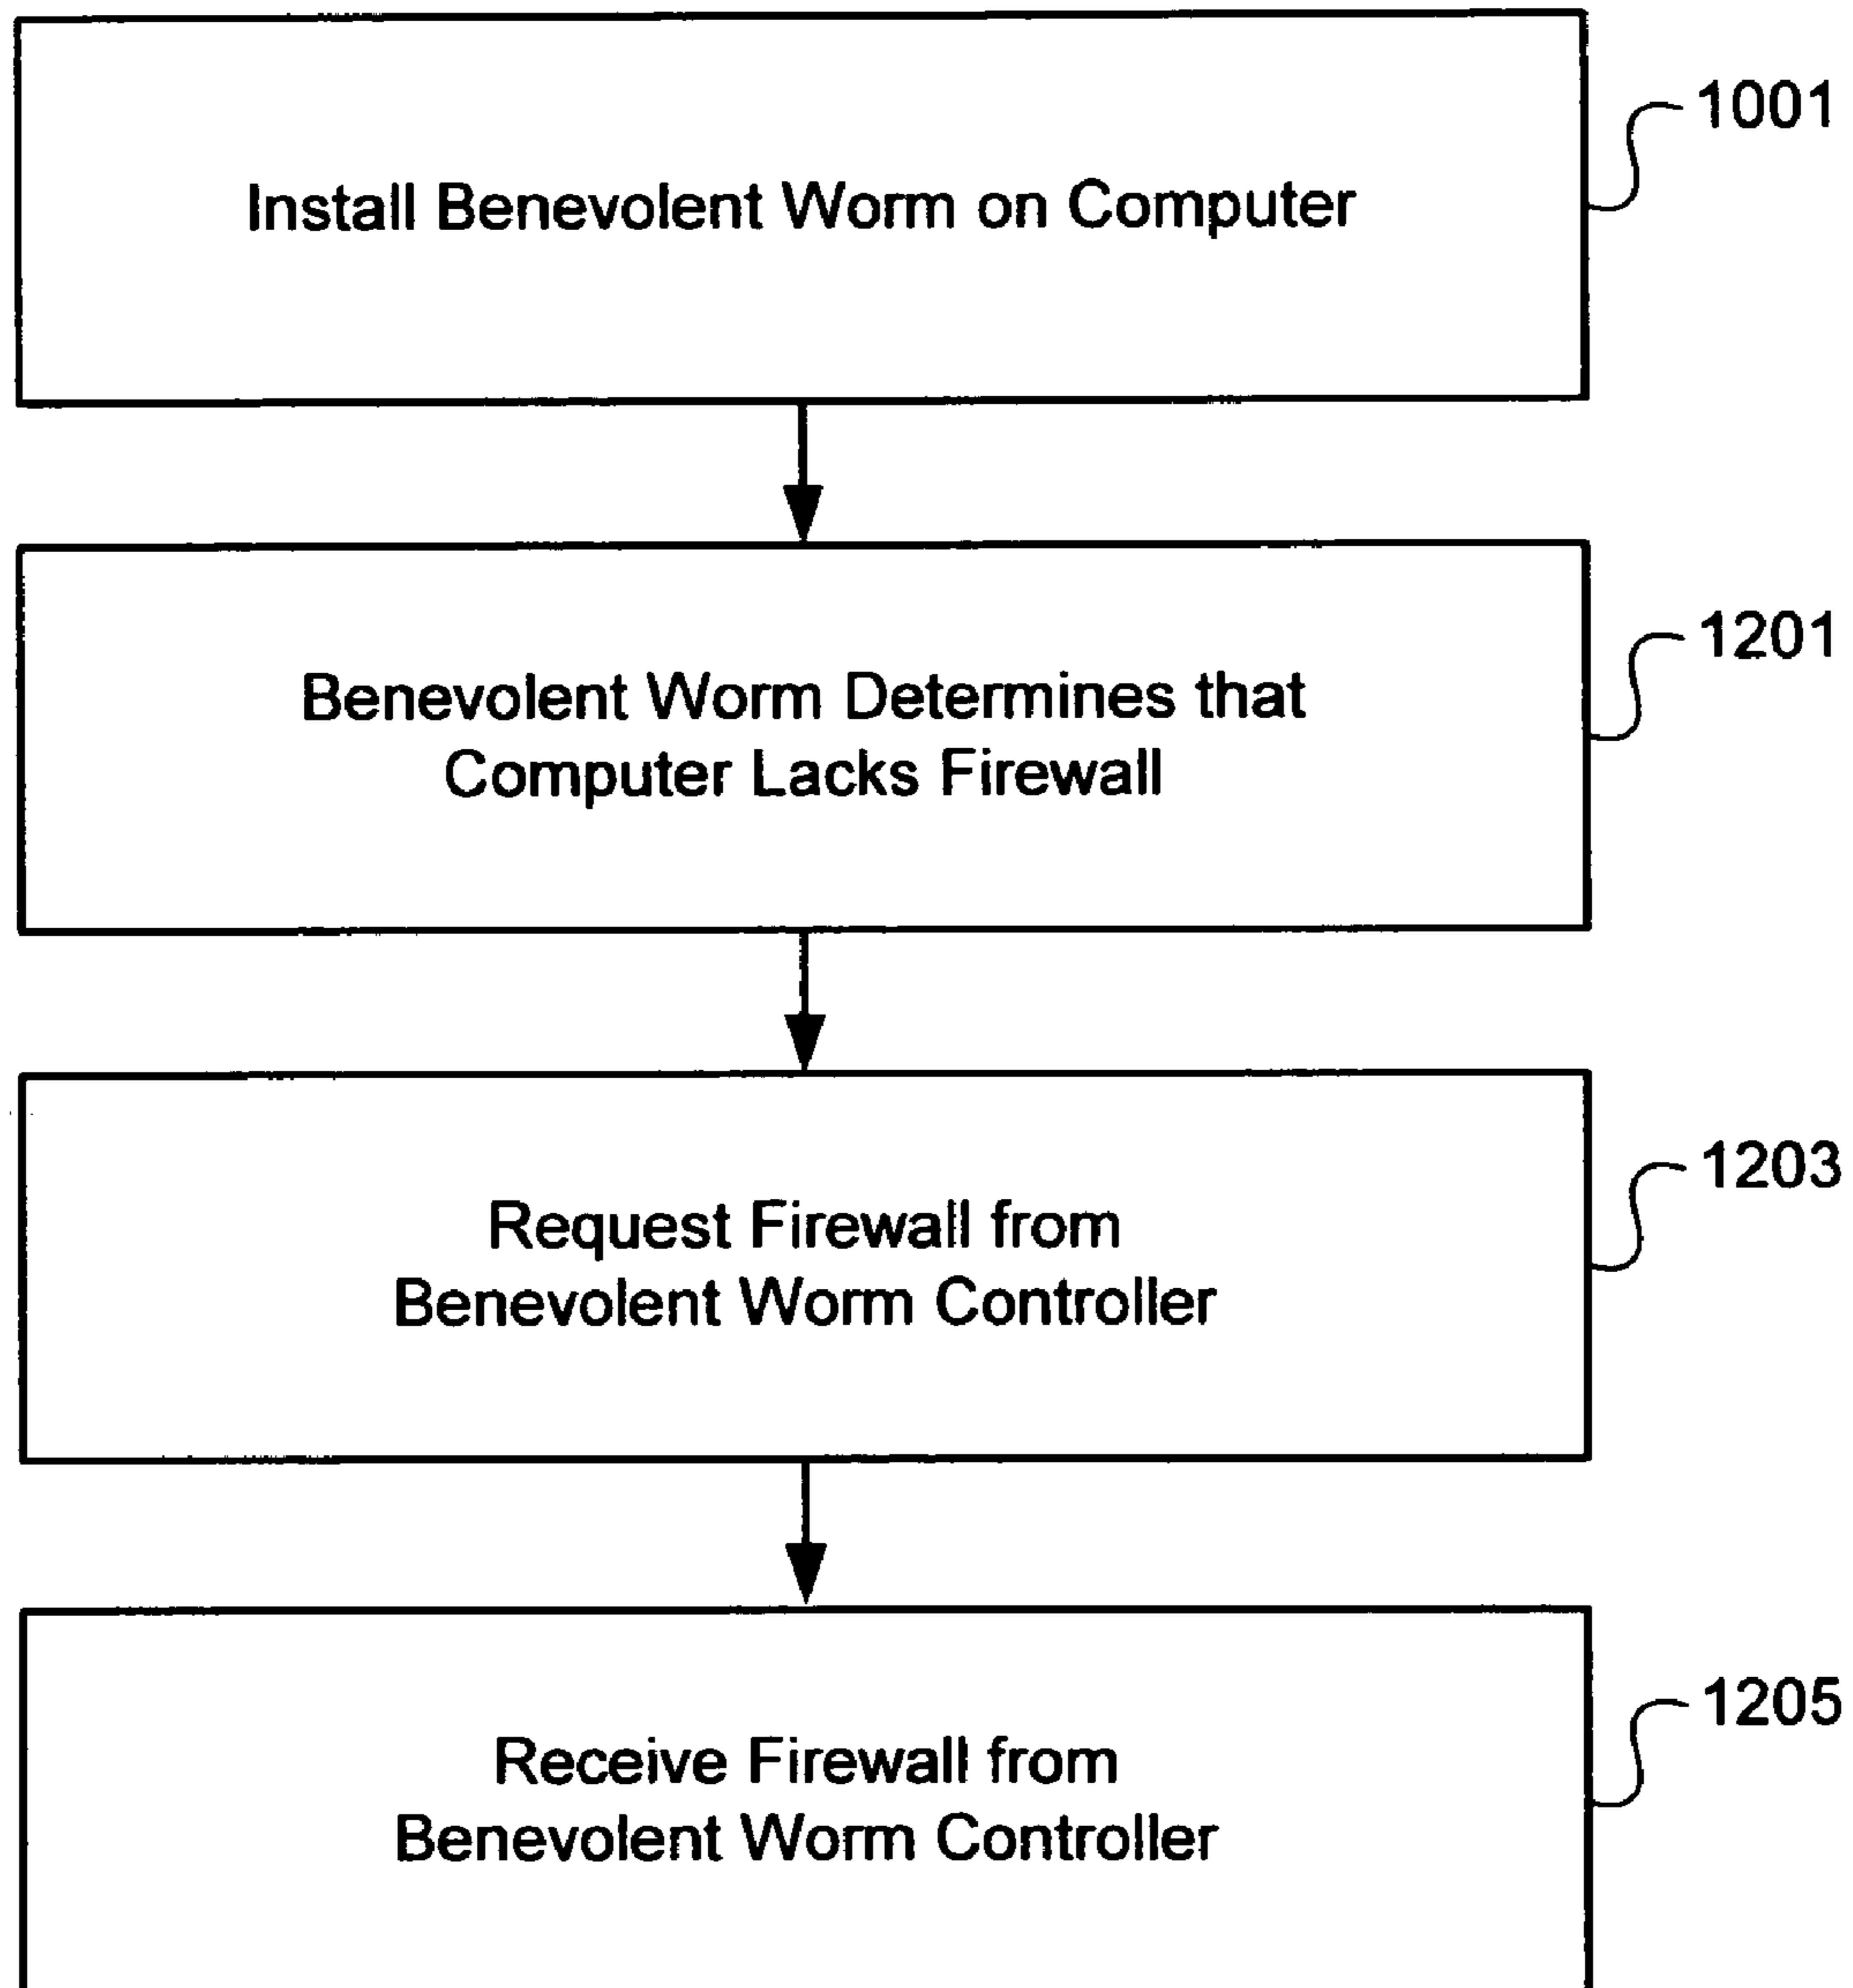 Install Benevolent Worm on Computer
1001
Benevolent Worm Determines that
Computer Lacks Firewall
1201
Request Firewall from
Benevolent Worm Controller
1203
Receive Firewall from
Benevolent Worm Controller
1205